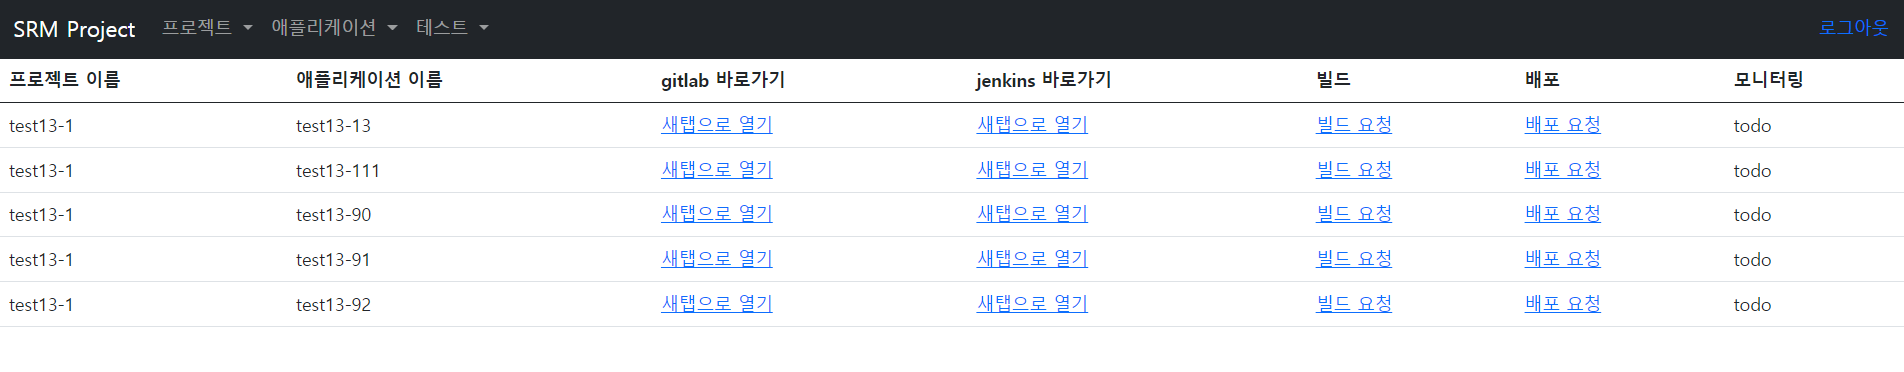 SRM Project 프로젝트 애플리케이션 테스트 로그아웃
프로젝트 이름 애플리케이션 이름 gitlab 바로가기 jenkins 바로가기 빌드 배포 모니터링
test13-1 test13-13 새탭으로 열기 새탭으로 열기 빌드 요청 배포 요청 todo
test13-1 test13-111 새탭으로 열기 새탭으로 열기 빌드 요청 배포 요청 todo
test13-1 test13-90 새탭으로 열기 새탭으로 열기 빌드 요청 배포 요청 todo
test13-1 test13-91 새탭으로 열기 새탭으로 열기 빌드 요청 배포 요청 todo
test13-1 test13-92 새탭으로 열기 새탭으로 열기 빌드 요청 배포 요청 todo